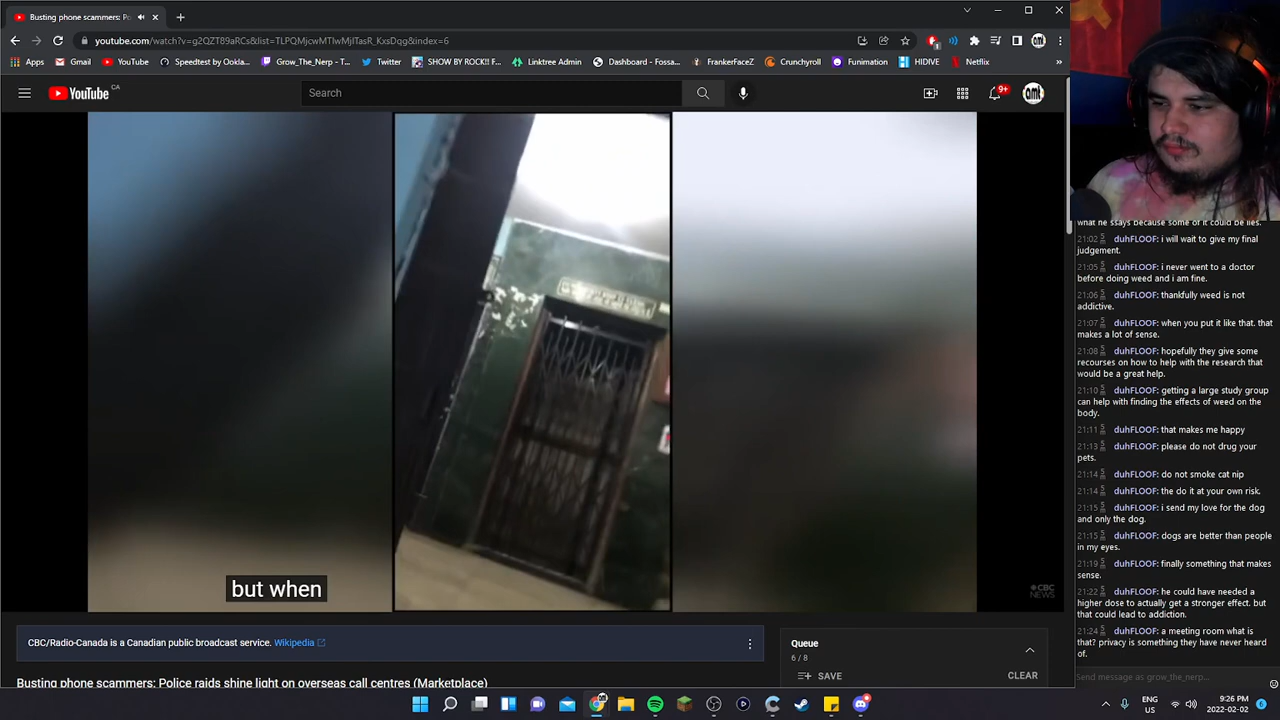 Busting phone scammers: Po
youtube.com/watch?v=g2QZT89aRCs&list=TLPQMjcwMTIwMjITasR_KxsDqg&index=6
Apps
Gmail
YouTube
Speedtest by Ookla...
Grow_The_Nerp - T...
Twitter
SHOW BY ROCK!! F...
Linktree Admin
Dashboard - Fossa...
FrankerFaceZ
Crunchyroll
Funimation
HIDIVE
Netflix
YouTube CA
Search
9+
amt
but when
CBC
NEWS
CBC/Radio-Canada is a Canadian public broadcast service. Wikipedia
Queue
6 / 8
SAVE
CLEAR
Busting phone scammers: Police raids shine light on overseas call centres (Marketplace)
what he ssays because some of it could be lies.
21:02 duhFLOOF: i will wait to give my final
judgement.
21:05 duhFLOOF: i never went to a doctor
before doing weed and i am fine.
21:06 duhFLOOF: thankfully weed is not
addictive.
21:07 duhFLOOF: when you put it like that. that
makes a lot of sense.
21:08 duhFLOOF: hopefully they give some
recourses on how to help with the research that
would be a great help.
21:10 duhFLOOF: getting a large study group
can help with finding the effects of weed on the
body.
21:11 duhFLOOF: that makes me happy
21:13 duhFLOOF: please do not drug your
pets.
21:14 duhFLOOF: do not smoke cat nip
21:14 duhFLOOF: the do it at your own risk.
21:15 duhFLOOF: i send my love for the dog
and only the dog.
21:15 duhFLOOF: dogs are better than people
in my eyes.
21:19 duhFLOOF: finally something that makes
sense.
21:22 duhFLOOF: he could have needed a
higher dose to actually get a stronger effect. but
that could lead to addiction.
21:24 duhFLOOF: a meeting room what is
that? privacy is something they have never heard
of.
Send message as grow_the_nerp...
ENG
US
9:26 PM
2022-02-02
6